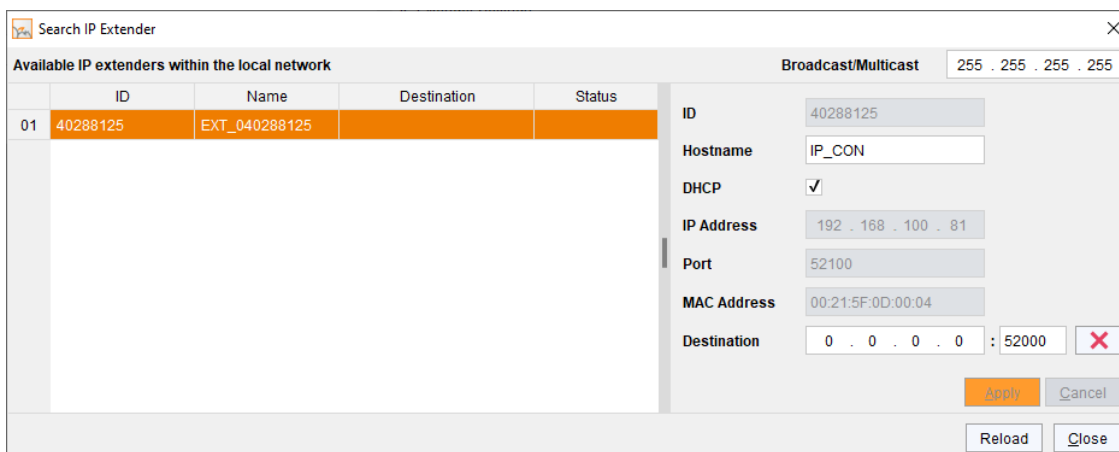 Search IP Extender
Available IP extenders within the local network
Broadcast/Multicast 255 . 255 . 255 . 255
ID Name Destination Status
01 40288125 EXT_040288125
ID 40288125
Hostname IP_CON
DHCP
IP Address 192 . 168 . 100 . 81
Port 52100
MAC Address 00:21:5F:0D:00:04
Destination 0 . 0 . 0 . 0 : 52000
Apply Cancel
Reload Close